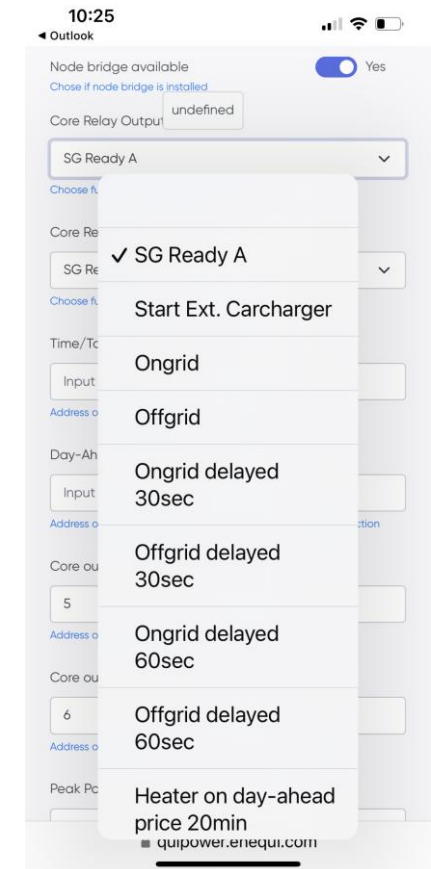 10:25
◀ Outlook
Node bridge available
Yes
Chose if node bridge is installed
undefined
Core Relay Output
SG Ready A
Choose fu
Core Re
SG Re
Choose fu
Time/To
Input
Address o
Day-Ah
Input
Address o
ction
Core ou
5
Address o
Core ou
6
Address o
Peak Po
✓ SG Ready A
Start Ext. Carcharger
Ongrid
Offgrid
Ongrid delayed
30sec
Offgrid delayed
30sec
Ongrid delayed
60sec
Offgrid delayed
60sec
Heater on day-ahead
price 20min
quipower.enequi.com